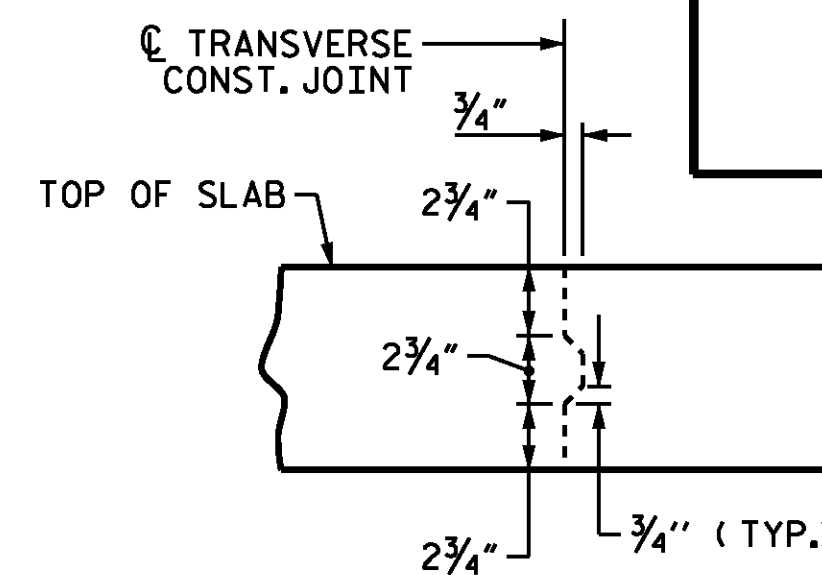 ℄ TRANSVERSE
CONST. JOINT
3/4"
TOP OF SLAB
2 3/4"
2 3/4"
3/4'' ( TYP.
2 3/4"